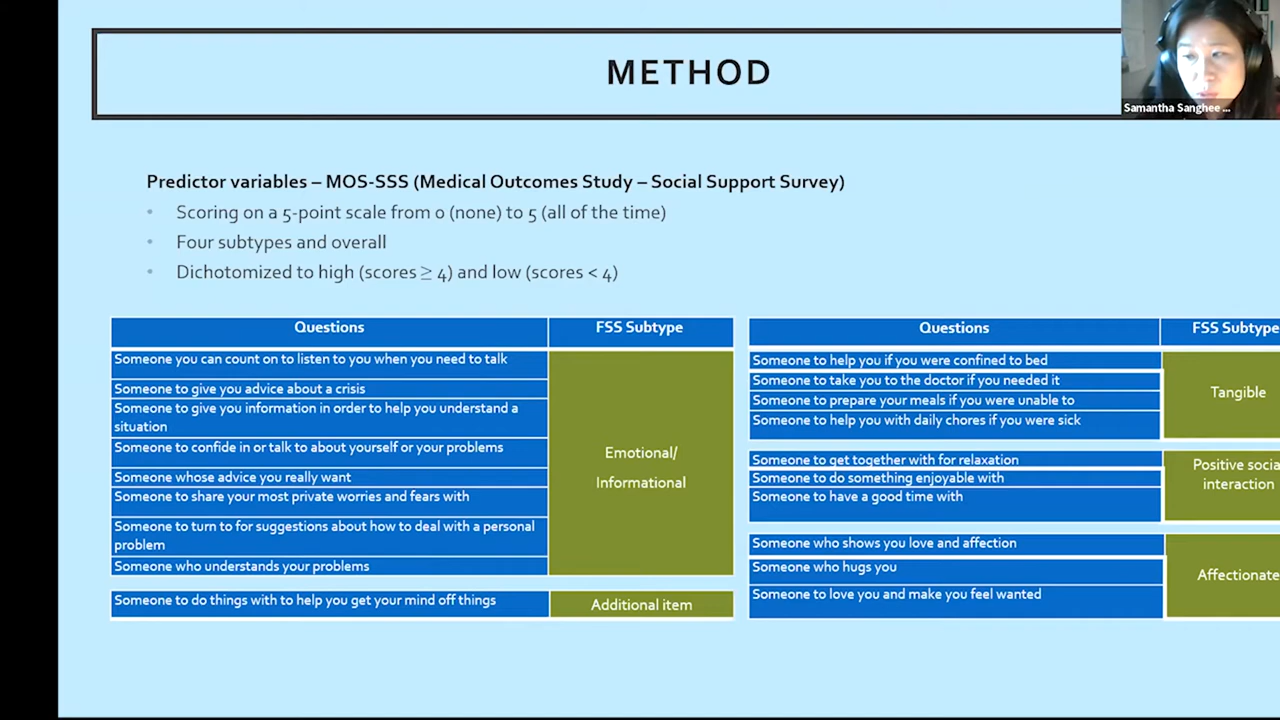 METHOD
Samantha Sanghee ...
Predictor variables – MOS-SSS (Medical Outcomes Study – Social Support Survey)
• Scoring on a 5-point scale from 0 (none) to 5 (all of the time)
• Four subtypes and overall
• Dichotomized to high (scores ≥ 4) and low (scores < 4)
Questions
FSS Subtype
Someone you can count on to listen to you when you need to talk
Someone to give you advice about a crisis
Someone to give you information in order to help you understand a
situation
Someone to confide in or talk to about yourself or your problems
Someone whose advice you really want
Someone to share your most private worries and fears with
Someone to turn to for suggestions about how to deal with a personal
problem
Someone who understands your problems
Emotional/
Informational
Someone to do things with to help you get your mind off things
Additional item
Questions
FSS Subtype
Someone to help you if you were confined to bed
Someone to take you to the doctor if you needed it
Someone to prepare your meals if you were unable to
Someone to help you with daily chores if you were sick
Tangible
Someone to get together with for relaxation
Someone to do something enjoyable with
Someone to have a good time with
Positive socia
interaction
Someone who shows you love and affection
Someone who hugs you
Someone to love you and make you feel wanted
Affectionate